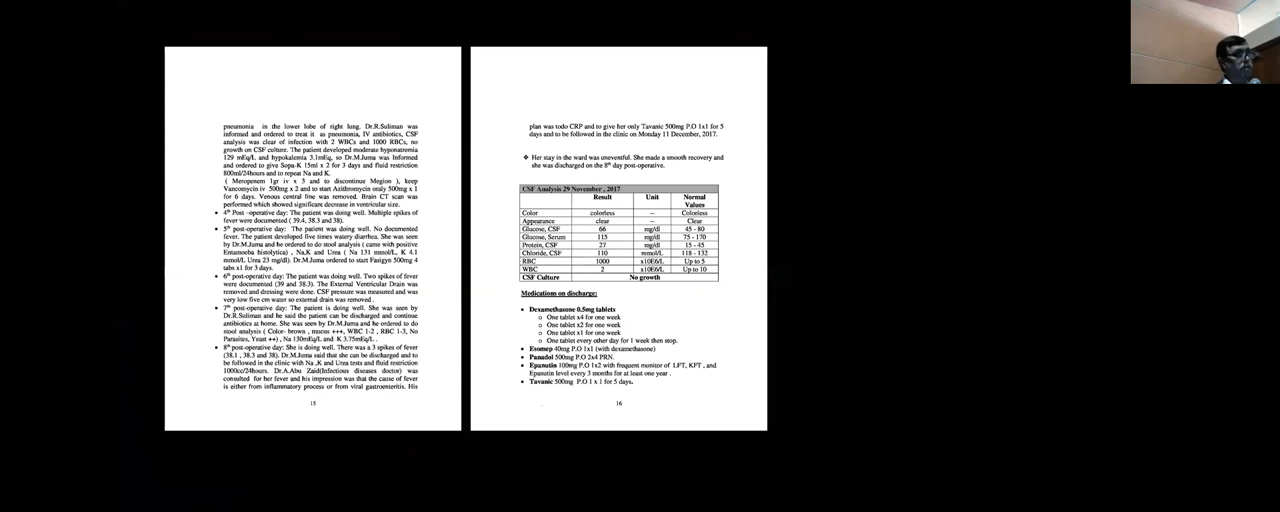 pneumonia in the lower lobe of right lung. Dr.R.Suliman was
informed and ordered to treat it as pneumonia, IV antibiotics, CSF
analysis was clear of infection with 2 WBCs and 1000 RBCs, no
growth on CSF culture. The patient developed moderate hyponatremia
129 mEq/L and hypokalemia 3.1mEq, so Dr.M.Juma was Informed
and ordered to give Sopa-K 15ml x 2 for 3 days and fluid restriction
800ml/24hours and to repeat Na and K.
( Meropenem 1gr iv x 3 and to discontinue Megion ), keep
Vancomycin iv 500mg x 2 and to start Azithromycin oraly 500mg x 1
for 6 days. Venous central line was removed. Brain CT scan was
performed which showed significant decrease in ventricular size.
• 4th Post –operative day: The patient was doing well. Multiple spikes of
fever were documented ( 39.4, 38.3 and 38).
• 5th post-operative day: The patient was doing well. No documented
fever. The patient developed five times watery diarrhea. She was seen
by Dr.M.Juma and he ordered to do stool analysis ( came with positive
Entamoeba histolytica) , Na,K and Urea ( Na 131 mmol/L, K 4.1
mmol/L Urea 23 mg/dl). Dr.M.Juma ordered to start Fasigyn 500mg 4
tabs x1 for 3 days.
• 6th post-operative day: The patient was doing well. Two spikes of fever
were documented (39 and 38.3). The External Ventricular Drain was
removed and dressing were done. CSF pressure was measured and was
very low five cm water so external drain was removed .
• 7th post-operative day: The patient is doing well. She was seen by
Dr.R.Suliman and he said the patient can be discharged and continue
antibiotics at home. She was seen by Dr.M.Juma and he ordered to do
stool analysis ( Color- brown , mucus +++, WBC 1-2 , RBC 1-3, No
Parasites, Yeast ++) , Na 130mEq/L and K 3.75mEq/L .
• 8th post-operative day: She is doing well. There was a 3 spikes of fever
(38.1 , 38.3 and 38). Dr.M.Juma said that she can be discharged and to
be followed in the clinic with Na ,K and Urea tests and fluid restriction
1000cc/24hours. Dr.A.Abu Zaid(Infectious diseases doctor) was
consulted for her fever and his impression was that the cause of fever
is either from inflammatory process or from viral gastroenteritis. His
15
plan was todo CRP and to give her only Tavanic 500mg P.O 1x1 for 5
days and to be followed in the clinic on Monday 11 December, 2017.
❖ Her stay in the ward was uneventful. She made a smooth recovery and
she was discharged on the 8th day post-operative.
CSF Analysis 29 November , 2017
Result Unit Normal Values
Color colorless -- Colorless
Appearance clear -- Clear
Glucose, CSF 66 mg/dl 45 - 80
Glucose, Serum 115 mg/dl 75 - 170
Protein, CSF 27 mg/dl 15 - 45
Chloride, CSF 110 mmol/L 118 - 132
RBC 1000 x10E6/L Up to 5
WBC 2 x10E6/L Up to 10
CSF Culture No growth
Medications on discharge:
• Dexamethasone 0.5mg tablets
o One tablet x4 for one week
o One tablet x2 for one week
o One tablet x1 for one week
o One tablet every other day for 1 week then stop.
• Esomep 40mg P.O 1x1 (with dexamethasone)
• Panadol 500mg P.O 2x4 PRN.
• Epanutin 100mg P.O 1x2 with frequent monitor of LFT, KFT , and
Epanutin level every 3 months for at least one year .
• Tavanic 500mg P.O 1 x 1 for 5 days.
16